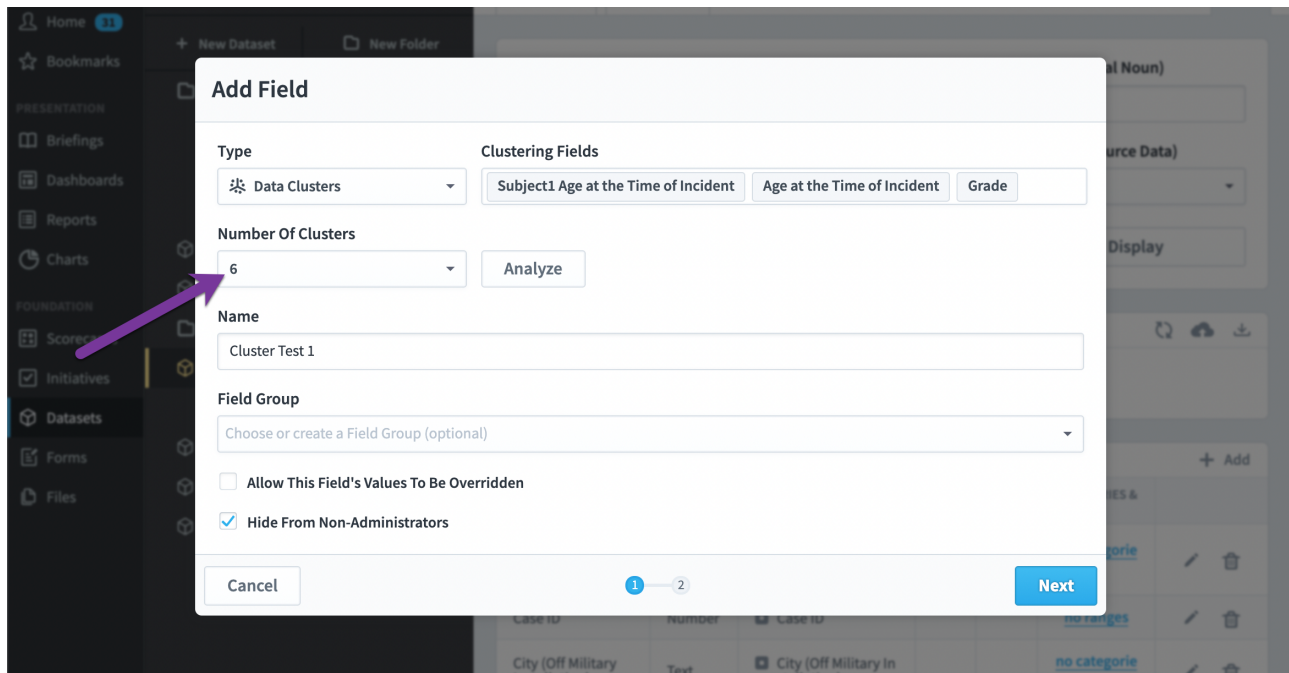 Home 31
Bookmarks
PRESENTATION
Briefings
Dashboards
Reports
Charts
FOUNDATION
Initiatives
Datasets
Forms
Files
+ New Dataset
New Folder
Add Field
Type
Clustering Fields
Data Clusters
Subject1 Age at the Time of Incident
Age at the Time of Incident
Grade
Number Of Clusters
6
Analyze
Name
Cluster Test 1
Field Group
Choose or create a Field Group (optional)
Allow This Field's Values To Be Overridden
Hide From Non-Administrators
Cancel
1
2
Next
al Noun)
urce Data)
Display
+ Add
IES &
gorie
Case ID
Number
Case ID
no ranges
City (Off Military
Text
City (Off Military In
no categorie